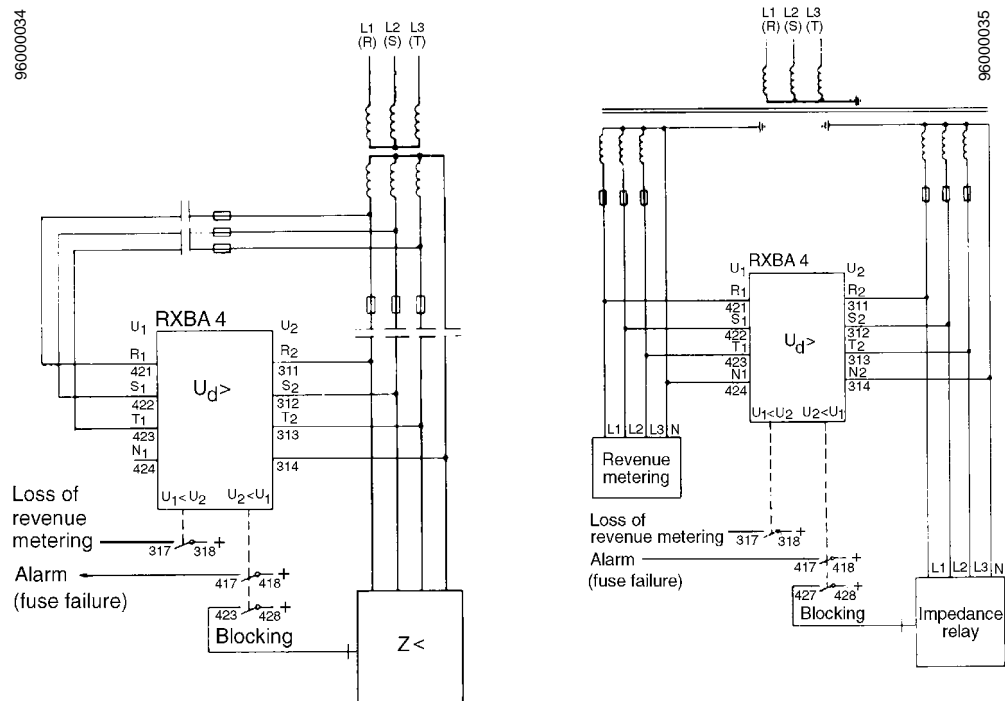 96000034
L1 L2 L3
(R) (S) (T)
RXBA 4
U1 U2
R1 R2
421 311
Ud>
S1 S2
422 312
T1 T2
423 313
N1
424 314
U1<U2 U2<U1
Loss of
revenue
metering
317 318 +
Alarm
417 418 +
(fuse failure)
423 428 +
Blocking
Z<
96000035
L1 L2 L3
(R) (S) (T)
RXBA 4
U1 U2
R1 R2
421 311
S1 S2
422 312
Ud>
T1 T2
423 313
N1 N2
424 314
U1<U2 U2<U1
L1 L2 L3 N
Revenue
metering
Loss of
revenue metering
317 318 +
Alarm
417 418 +
(fuse failure)
427 428 +
Blocking
L1 L2 L3 N
Impedance
relay